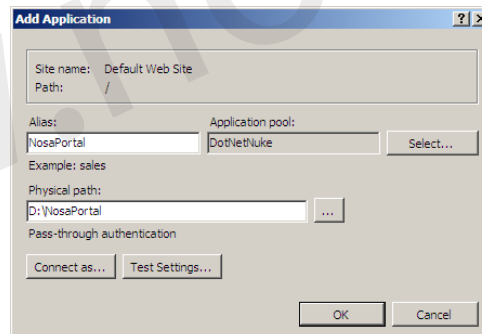 Add Application
Site name: Default Web Site
Path: /
Alias: Application pool:
NosaPortal DotNetNuke Select...
Example: sales
Physical path:
D:\NosaPortal ...
Pass-through authentication
Connect as... Test Settings...
OK Cancel